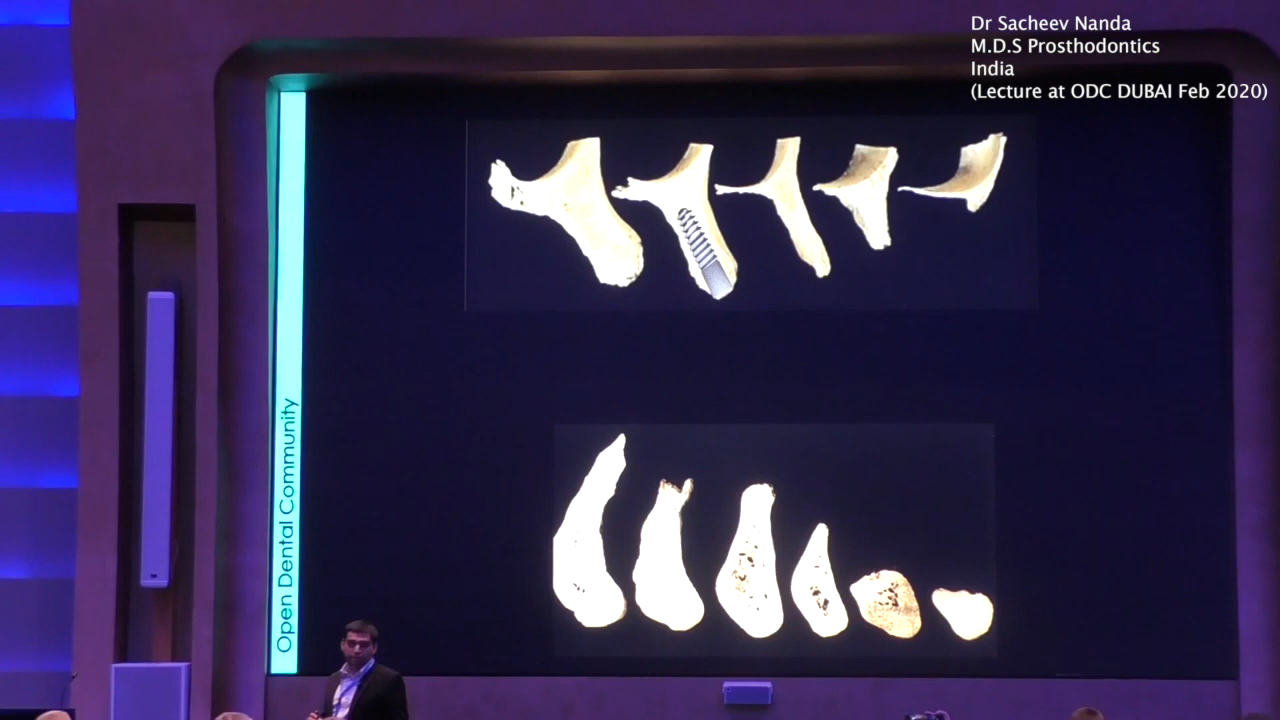 Dr Sacheev Nanda
M.D.S Prosthodontics
India
(Lecture at ODC DUBAI Feb 2020)
Open Dental Community